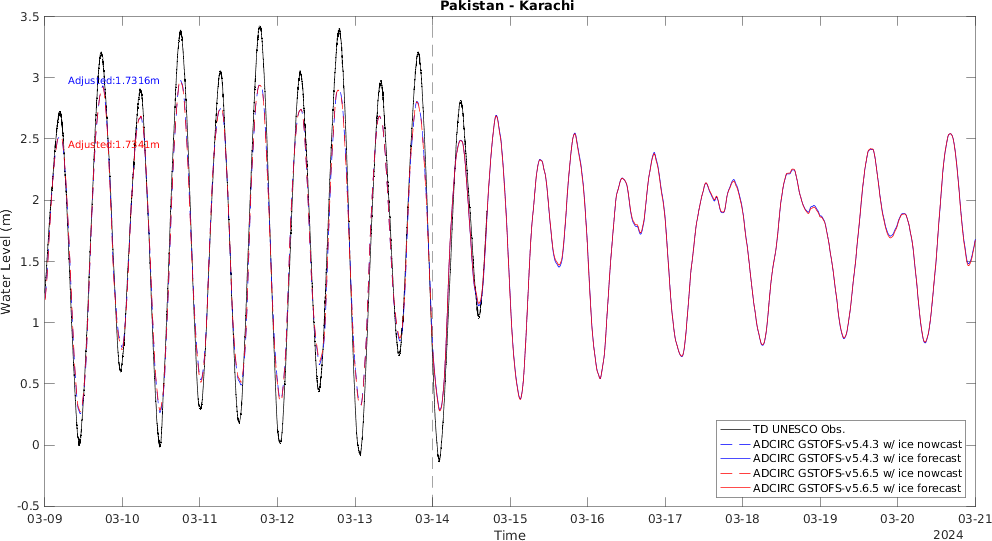 Pakistan - Karachi
3.5
3
2.5
2
1.5
1
0.5
0
-0.5
Water Level (m)
Adjusted:1.7316m
Adjusted:1.7341m
TD UNESCO Obs.
ADCIRC GSTOFS-v5.4.3 w/ ice nowcast
ADCIRC GSTOFS-v5.4.3 w/ ice forecast
ADCIRC GSTOFS-v5.6.5 w/ ice nowcast
ADCIRC GSTOFS-v5.6.5 w/ ice forecast
03-09 03-10 03-11 03-12 03-13 03-14 03-15 03-16 03-17 03-18 03-19 03-20 03-21
Time
2024